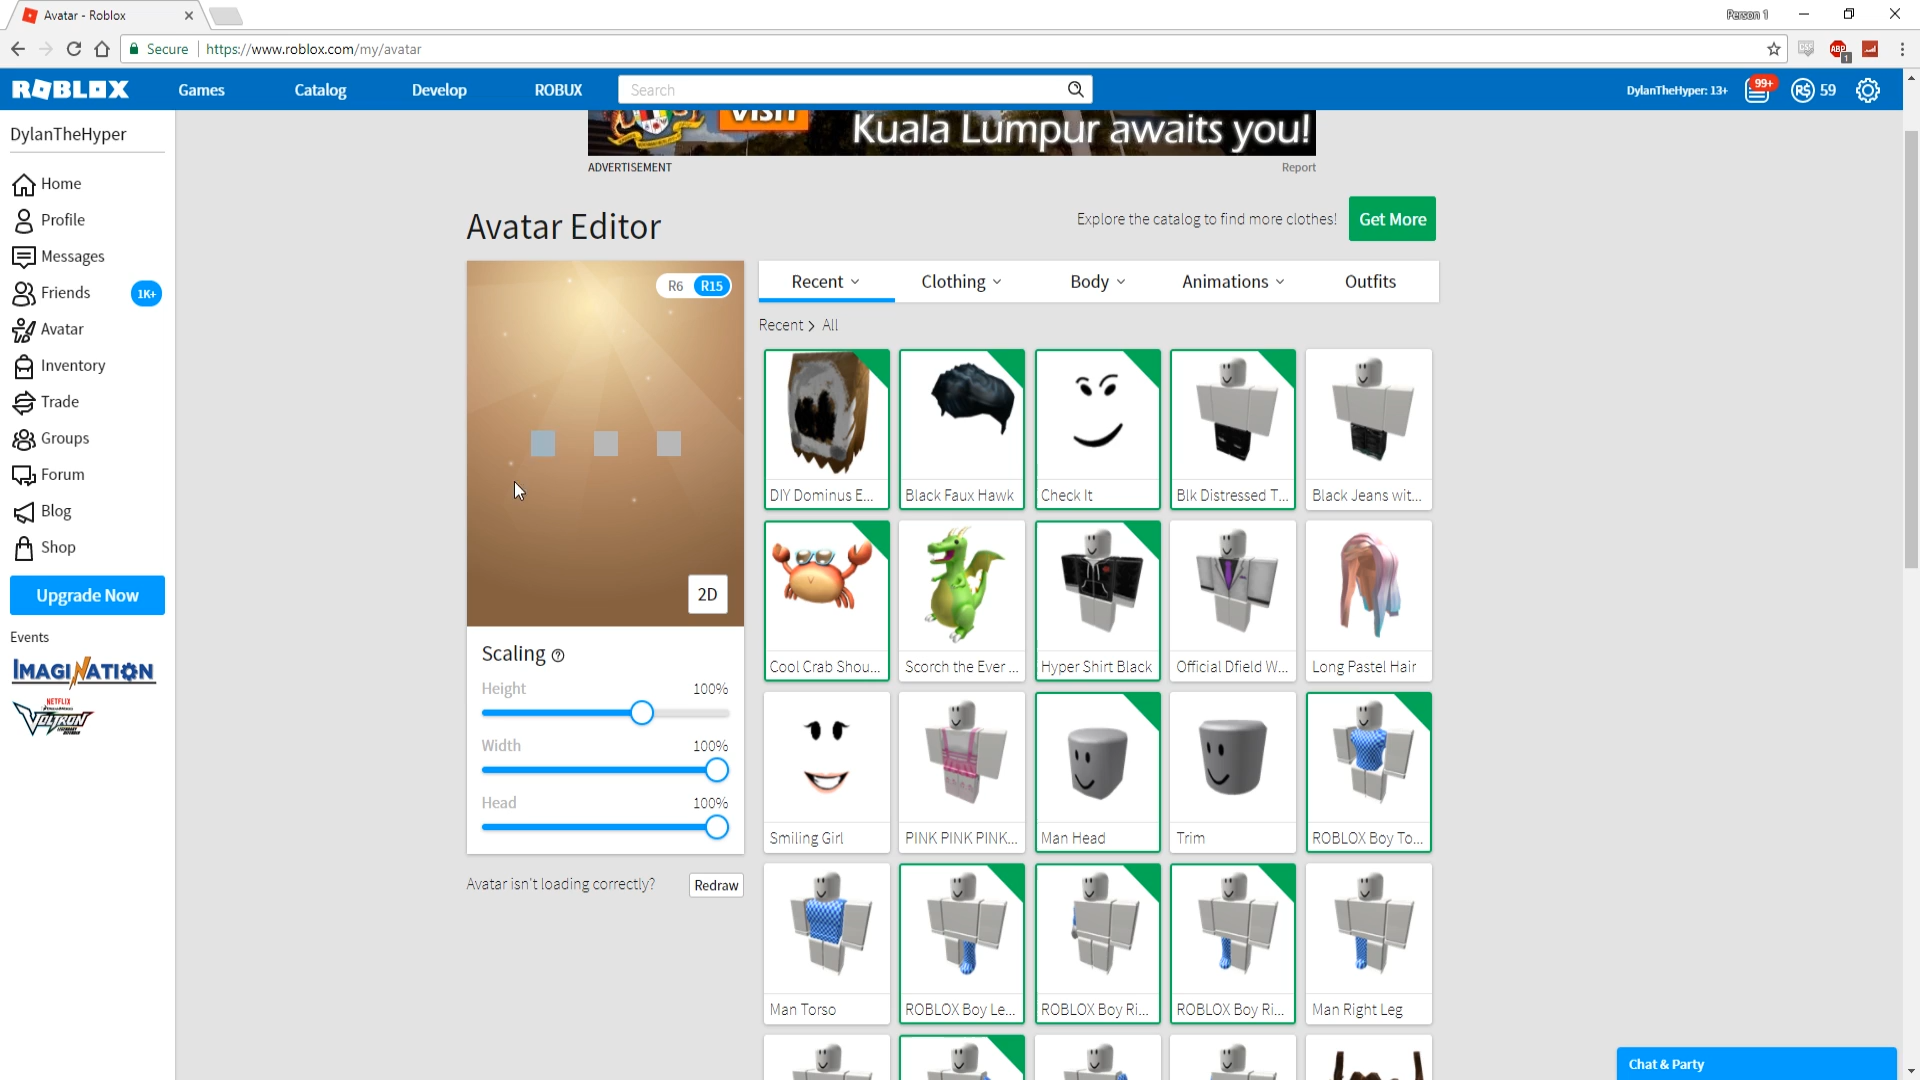 Avatar - Roblox
Person 1
Secure
https://www.roblox.com/my/avatar
ABP
1
ROBLOX
Games
Catalog
Develop
ROBUX
Search
DylanTheHyper: 13+
99+
R$
59
DylanTheHyper
Home
Profile
Messages
Friends
1K+
Avatar
Inventory
Trade
Groups
Forum
Blog
Shop
Upgrade Now
Events
IMAGINATION
NETFLIX
VOLTRON
VISIT
Kuala Lumpur awaits you!
ADVERTISEMENT
Report
Avatar Editor
Explore the catalog to find more clothes!
Get More
R6
R15
2D
Scaling
Height
100%
Width
100%
Head
100%
Avatar isn't loading correctly?
Redraw
Recent
Clothing
Body
Animations
Outfits
Recent > All
DIY Dominus E...
Black Faux Hawk
Check It
Blk Distressed T...
Black Jeans wit...
Cool Crab Shou...
Scorch the Ever ...
Hyper Shirt Black
Official Dfield W...
Long Pastel Hair
Smiling Girl
PINK PINK PINK...
Man Head
Trim
ROBLOX Boy To...
Man Torso
ROBLOX Boy Le...
ROBLOX Boy Ri...
ROBLOX Boy Ri...
Man Right Leg
Chat & Party